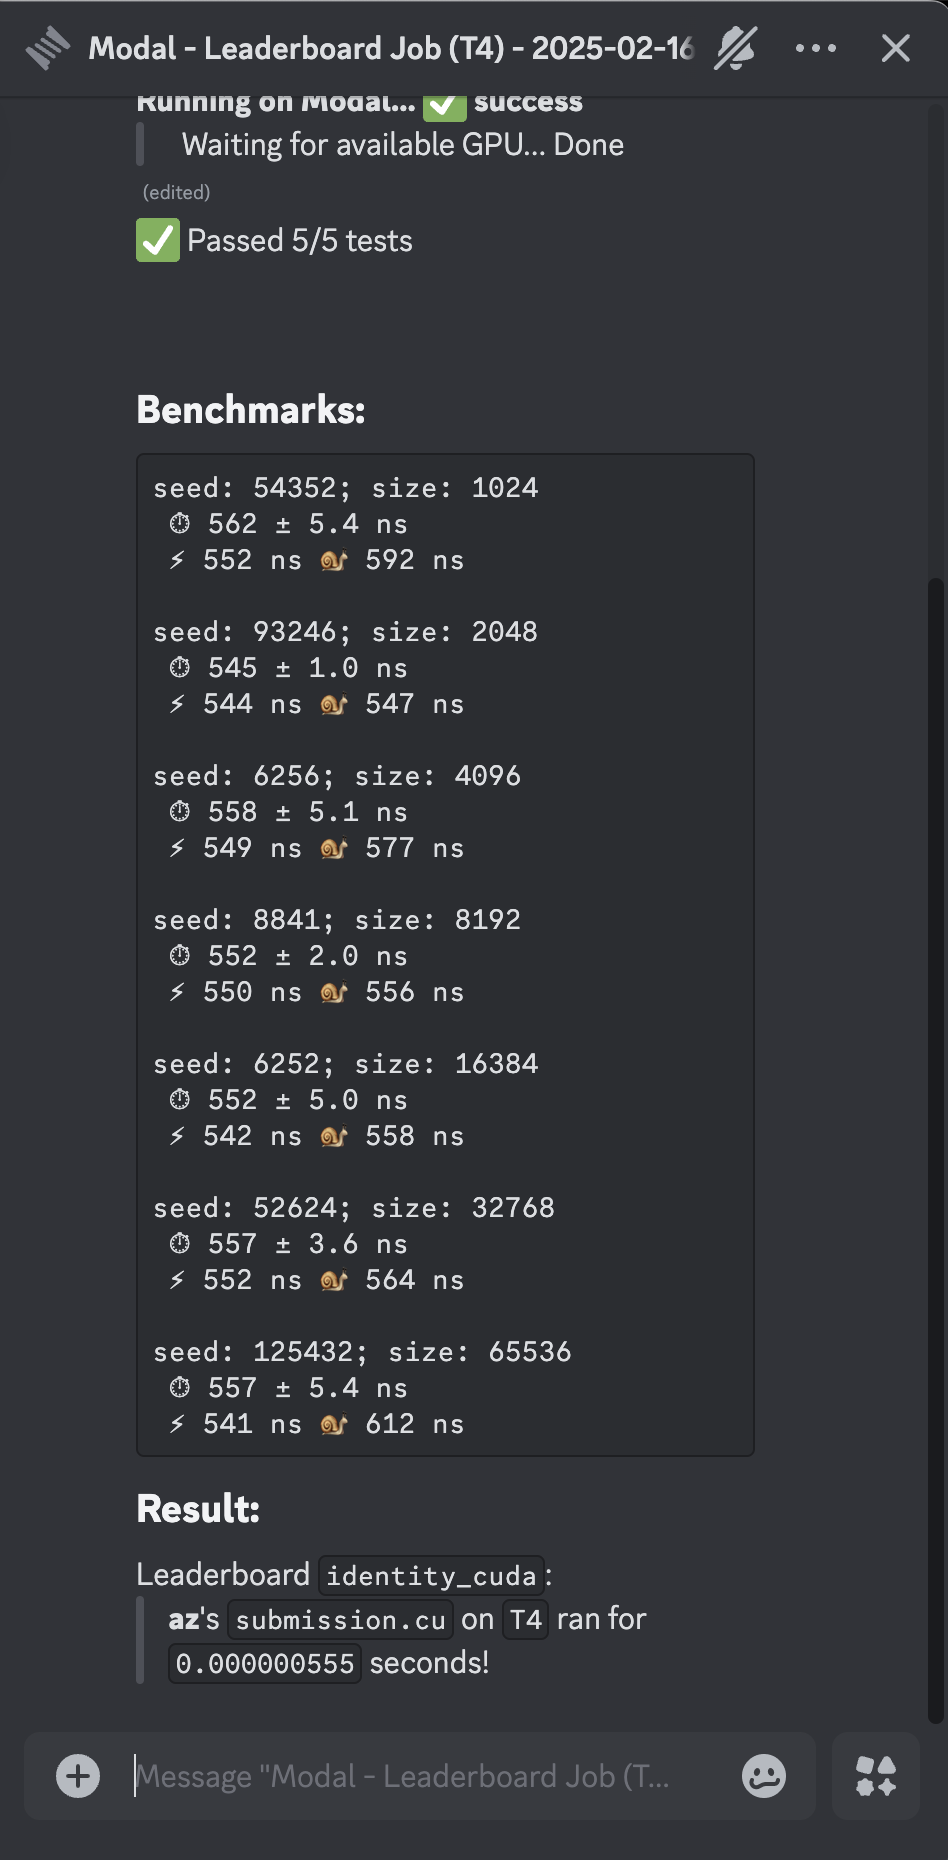 Modal - Leaderboard Job (T4) - 2025-02-16
Running on Modal... ✅ success
Waiting for available GPU... Done
(edited)
✅ Passed 5/5 tests
Benchmarks:
seed: 54352; size: 1024
⏱ 562 ± 5.4 ns
⚡ 552 ns 🐌 592 ns
seed: 93246; size: 2048
⏱ 545 ± 1.0 ns
⚡ 544 ns 🐌 547 ns
seed: 6256; size: 4096
⏱ 558 ± 5.1 ns
⚡ 549 ns 🐌 577 ns
seed: 8841; size: 8192
⏱ 552 ± 2.0 ns
⚡ 550 ns 🐌 556 ns
seed: 6252; size: 16384
⏱ 552 ± 5.0 ns
⚡ 542 ns 🐌 558 ns
seed: 52624; size: 32768
⏱ 557 ± 3.6 ns
⚡ 552 ns 🐌 564 ns
seed: 125432; size: 65536
⏱ 557 ± 5.4 ns
⚡ 541 ns 🐌 612 ns
Result:
Leaderboard identity_cuda:
az's submission.cu on T4 ran for
0.000000555 seconds!
Message "Modal - Leaderboard Job (T...